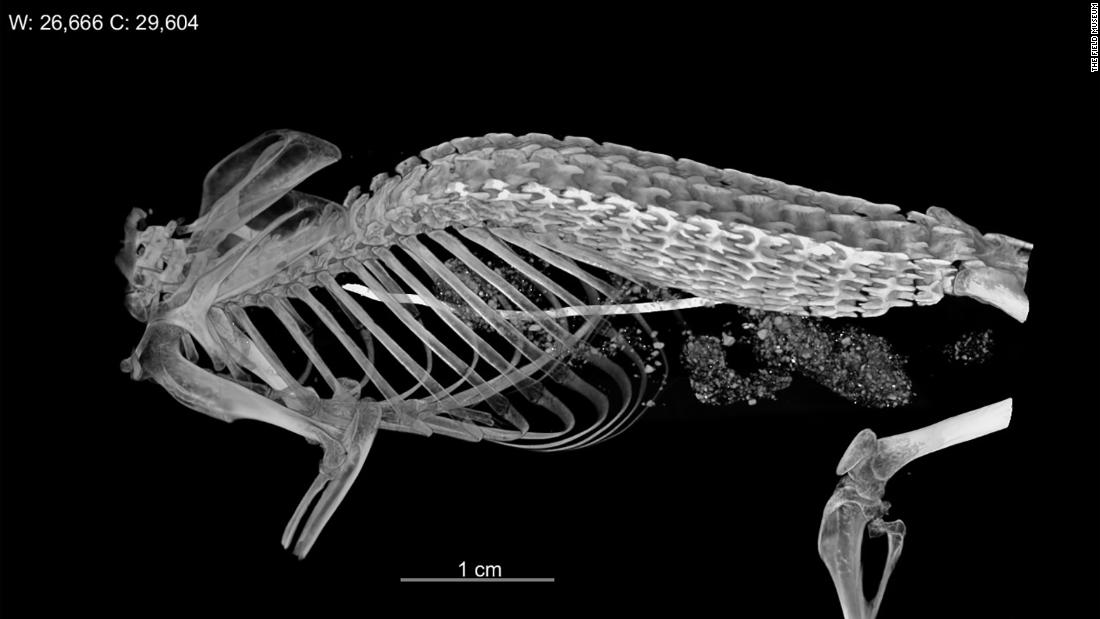 W: 26,666 C: 29,604
THE FIELD MUSEUM
1 cm